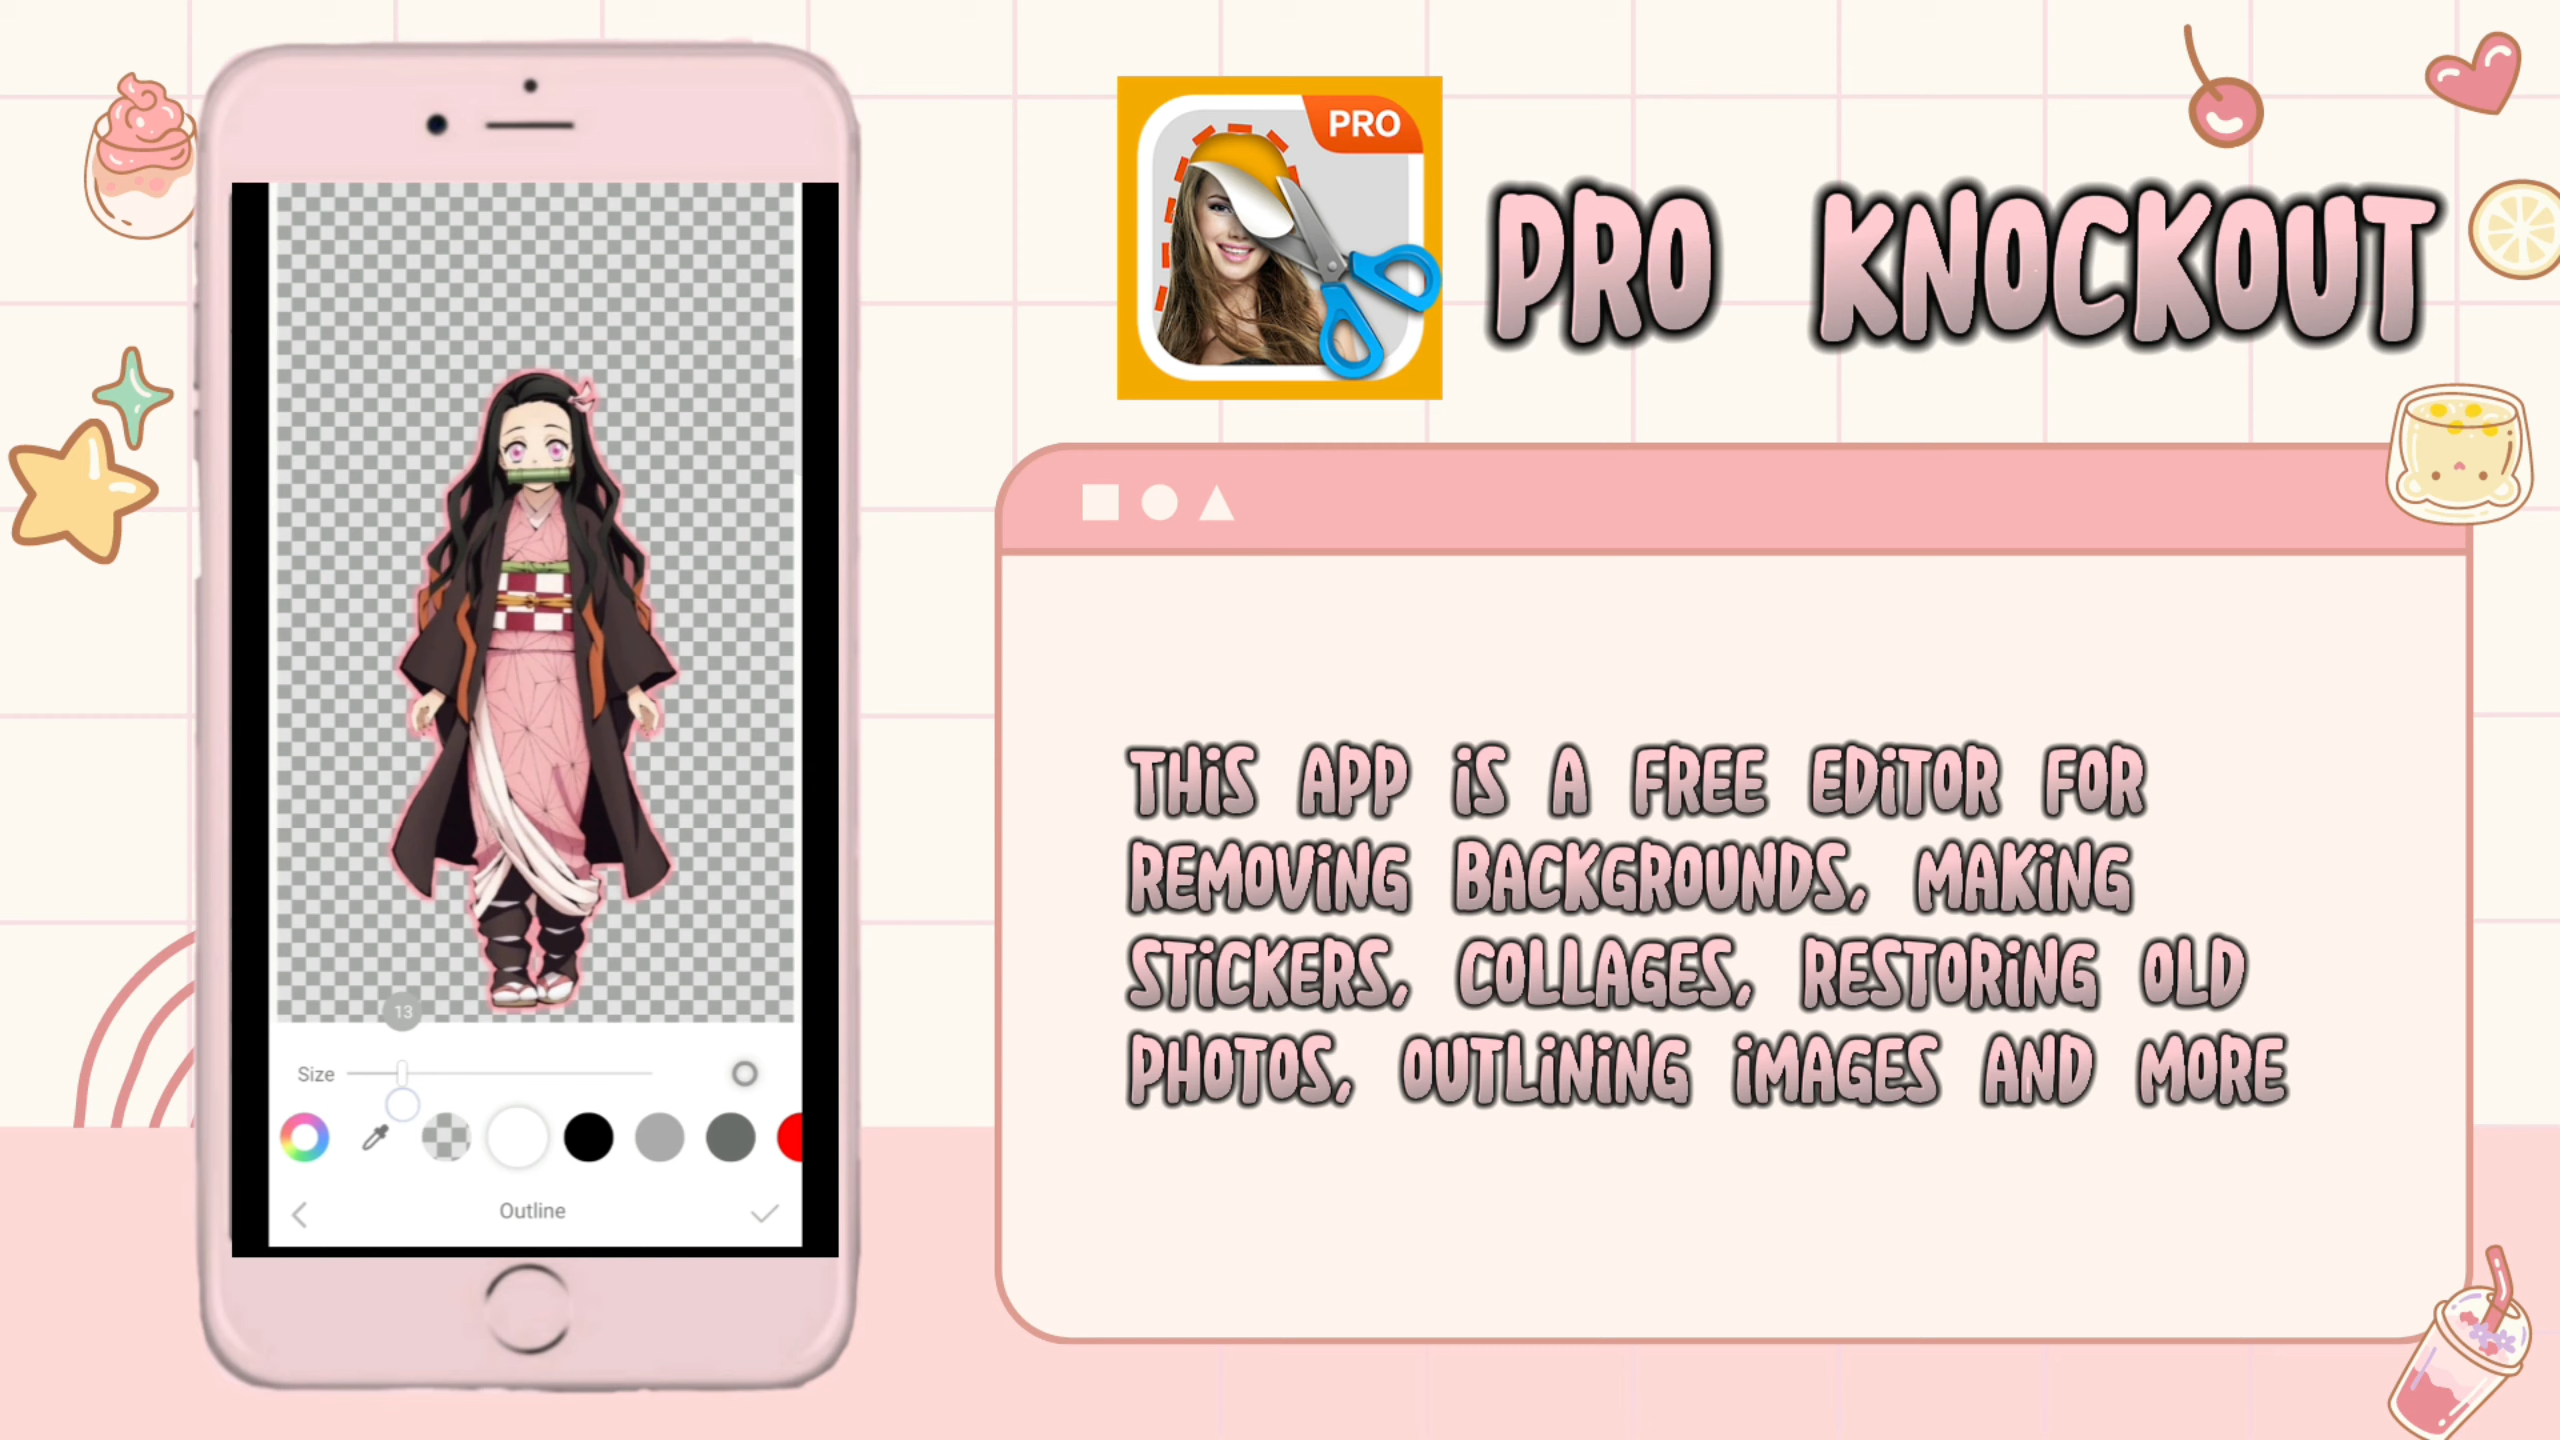 PRO
PRO KNOCKOUT
THiS APP iS A FREE EDiTOR FOR
REMOViNG BACKGROUNDS, MAKiNG
STiCKERS, COLLAGES, RESTORiNG OLD
PHOTOS, OUTLiNiNG iMAGES AND MORE
13
Size
Outline